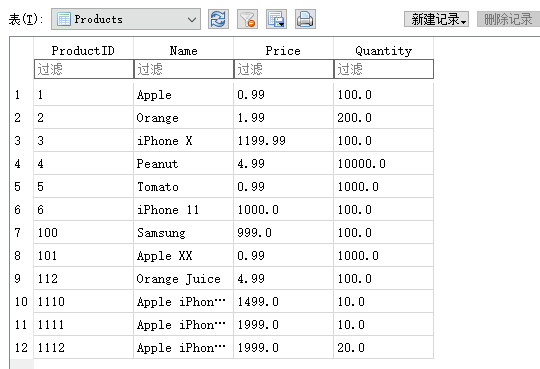 表(T): Products 新建记录 删除记录
ProductID Name Price Quantity
过滤 过滤 过滤 过滤
1 1 Apple 0.99 100.0
2 2 Orange 1.99 200.0
3 3 iPhone X 1199.99 100.0
4 4 Peanut 4.99 10000.0
5 5 Tomato 0.99 1000.0
6 6 iPhone 11 1000.0 100.0
7 100 Samsung 999.0 100.0
8 101 Apple XX 0.99 1000.0
9 112 Orange Juice 4.99 100.0
10 1110 Apple iPhon… 1499.0 10.0
11 1111 Apple iPhon… 1999.0 10.0
12 1112 Apple iPhon… 1999.0 20.0